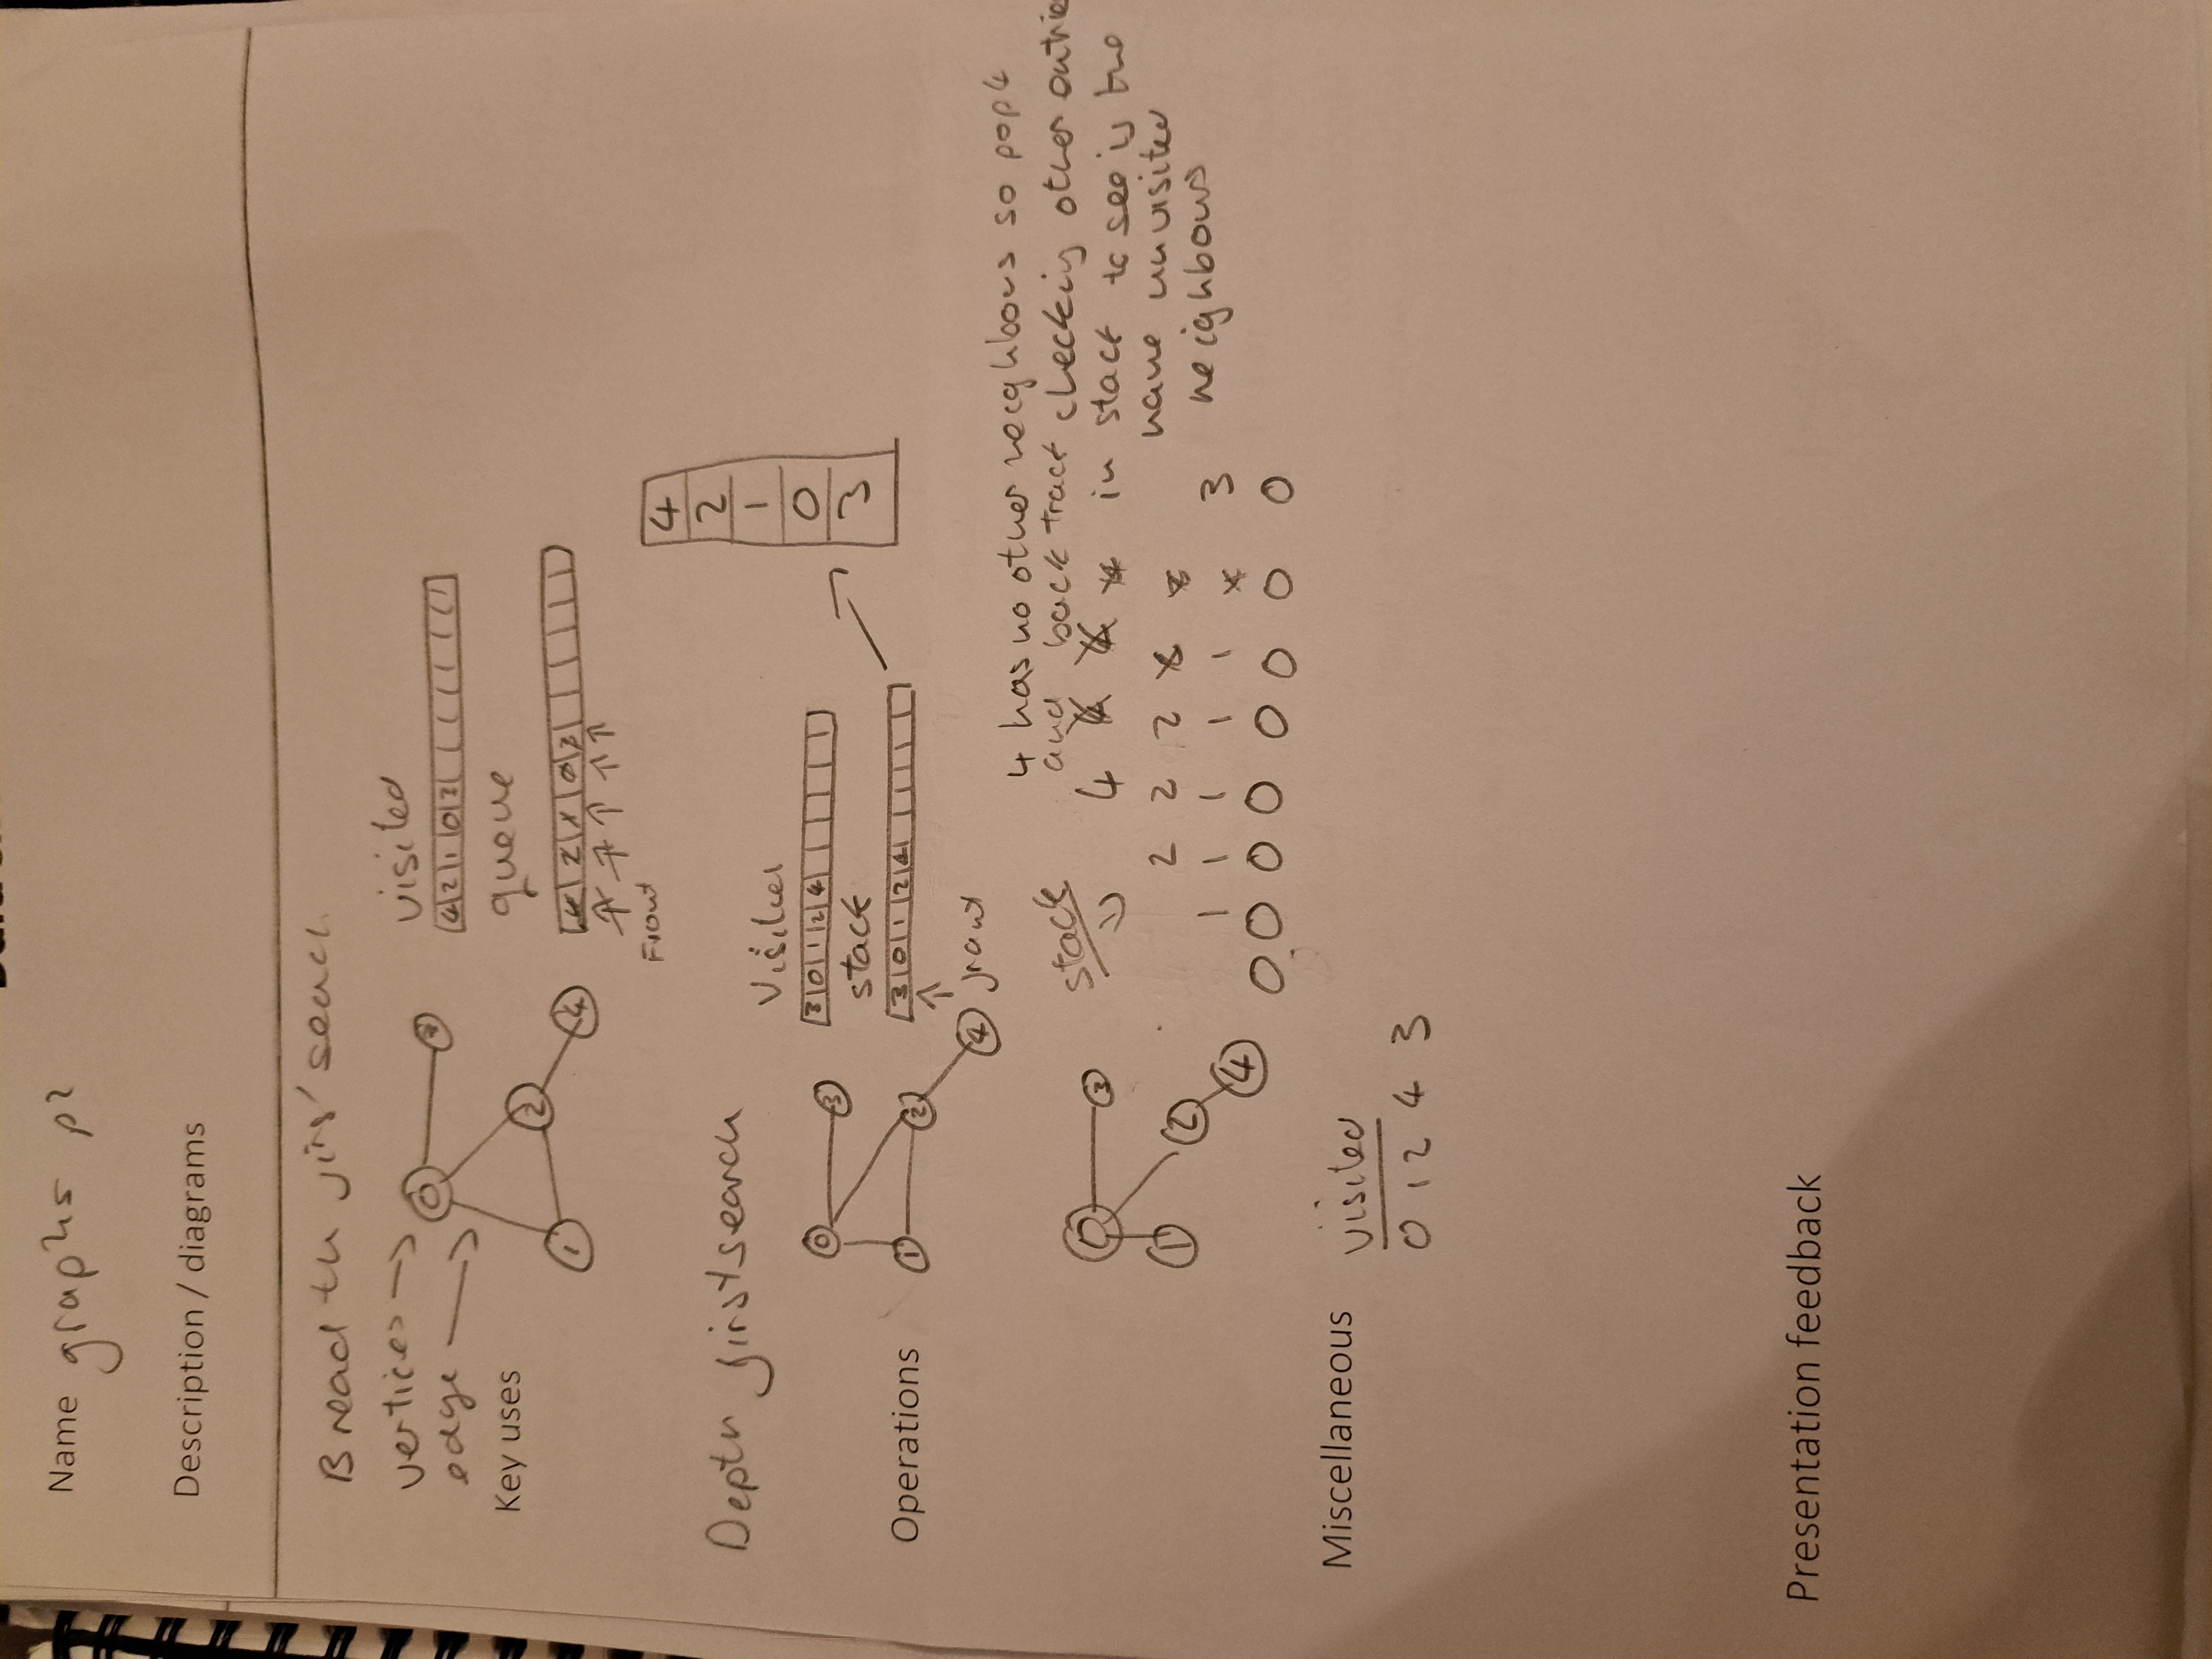 Name graphs p2
Description / diagrams
Breadth firs' search
vertices →
edge →
Key uses
0 3
1 2 4
visited
4 2 1 0 3
queue
4 2 1 0 3
Front
Depth first search
0 3
1 2
4
Visited
3 0 1 2 4
stack
3 0 1 2 4
front
4
2
1
0
3
Operations
4 has no other neighbours so pop 4
and back tract checking other entrie
in stack to see is the
have unvisited
neighbours
0 3
1 2
4
stack
4 4 4 4
2 2 2 2 2
1 1 1 1 1 1 3
0 0 0 0 0 0 0 0
Miscellaneous
visited
0 1 2 4 3
Presentation feedback